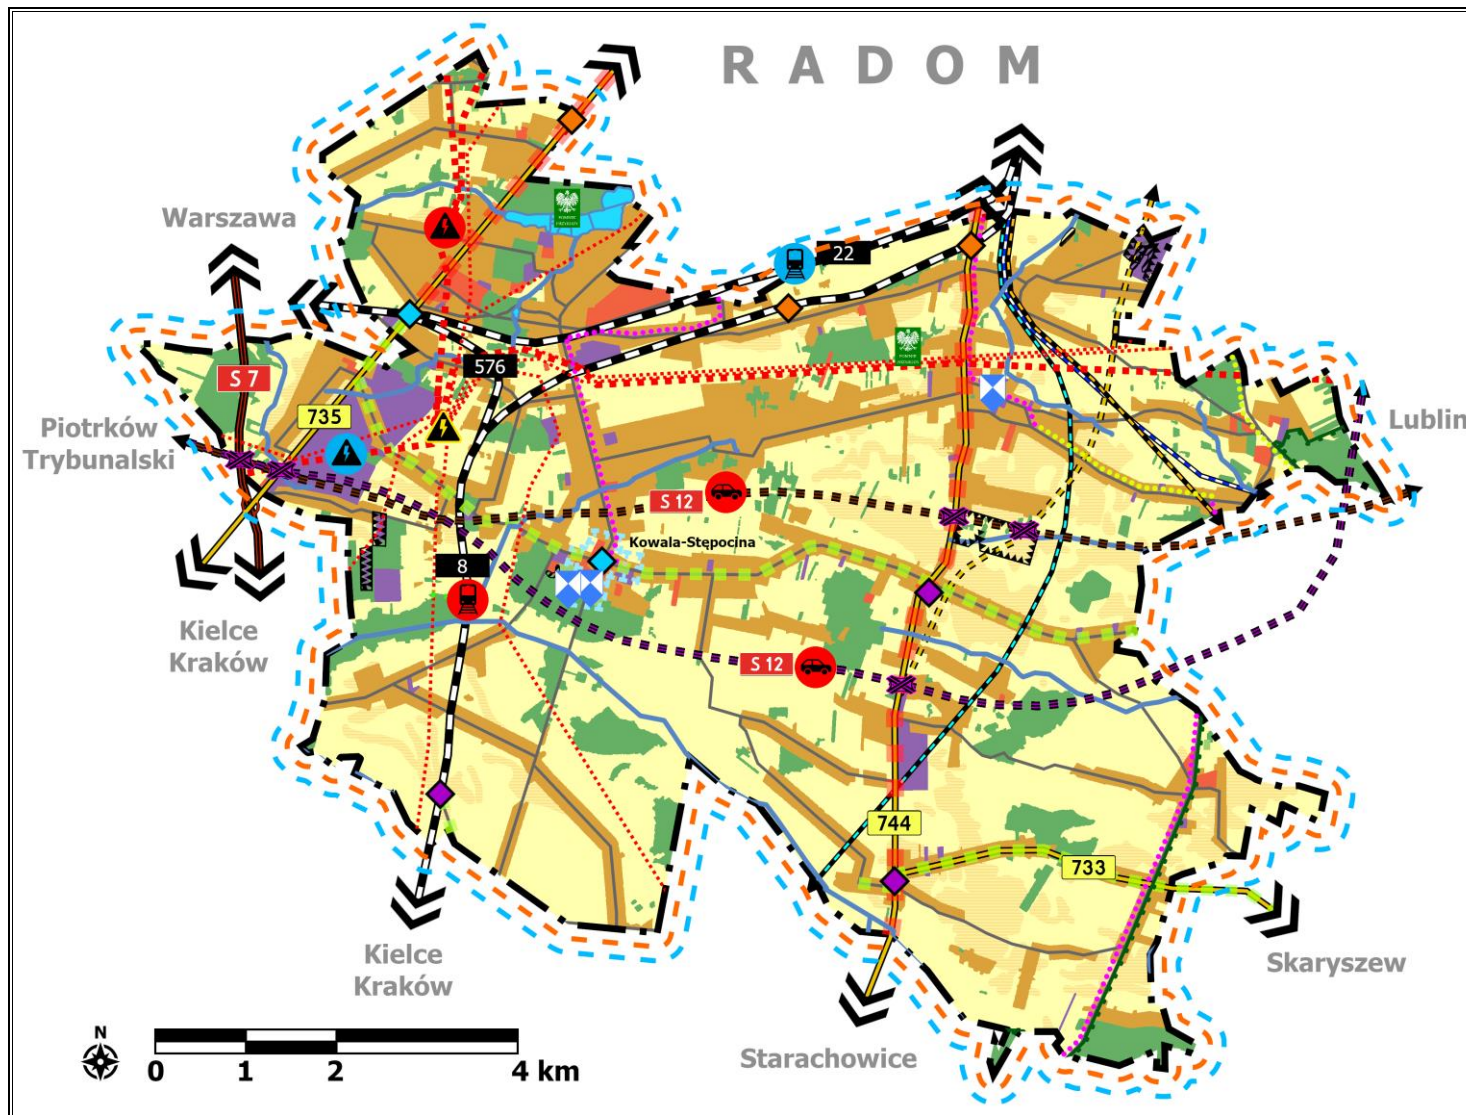 R A D O M
Warszawa
22
576
S 7
735
Piotrków
Trybunalski
Lublin
S 12
Kowala-Stępocina
8
Kielce
Kraków
S 12
744
733
Kielce
Kraków
Skaryszew
Starachowice
N
0 1 2 4 km